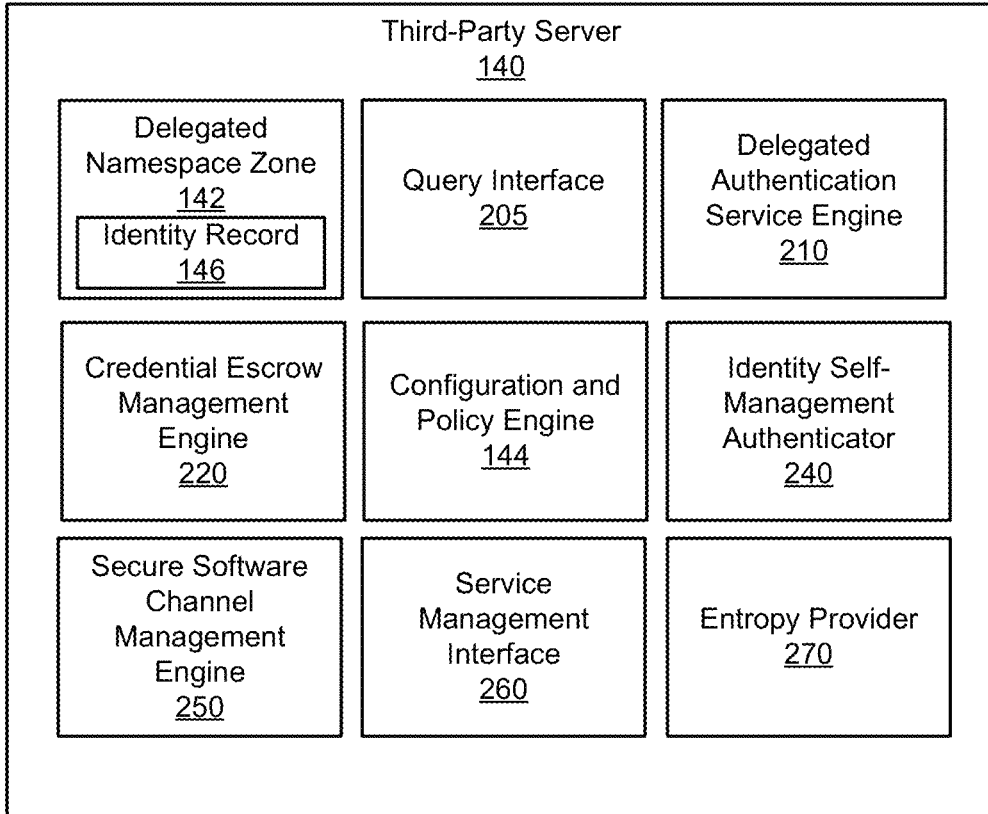 Third-Party Server
140
Delegated
Namespace Zone
142
Identity Record
146
Query Interface
205
Delegated
Authentication
Service Engine
210
Credential Escrow
Management
Engine
220
Configuration and
Policy Engine
144
Identity Self-
Management
Authenticator
240
Secure Software
Channel
Management
Engine
250
Service
Management
Interface
260
Entropy Provider
270